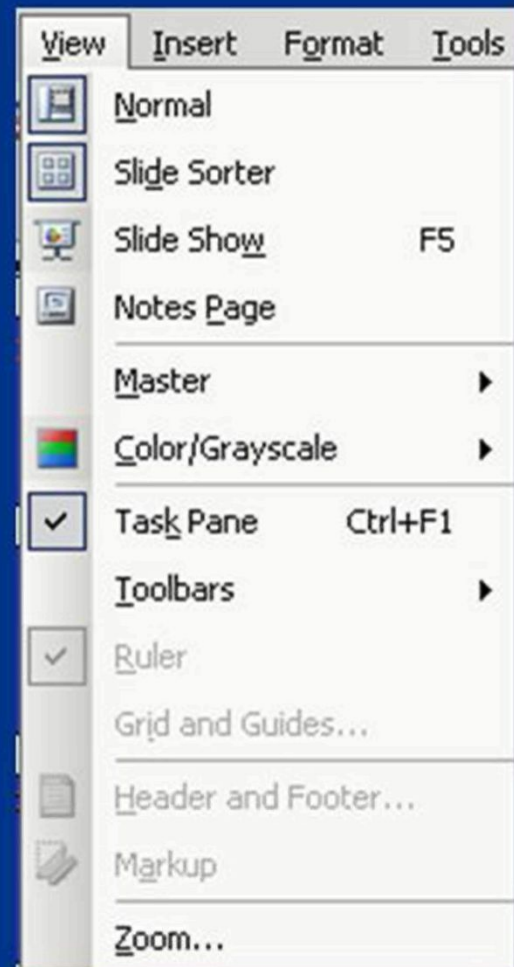 View Insert Format Tools
Normal
Slide Sorter
Slide Show F5
Notes Page
Master
Color/Grayscale
Task Pane Ctrl+F1
Toolbars
Ruler
Grid and Guides...
Header and Footer...
Markup
Zoom...